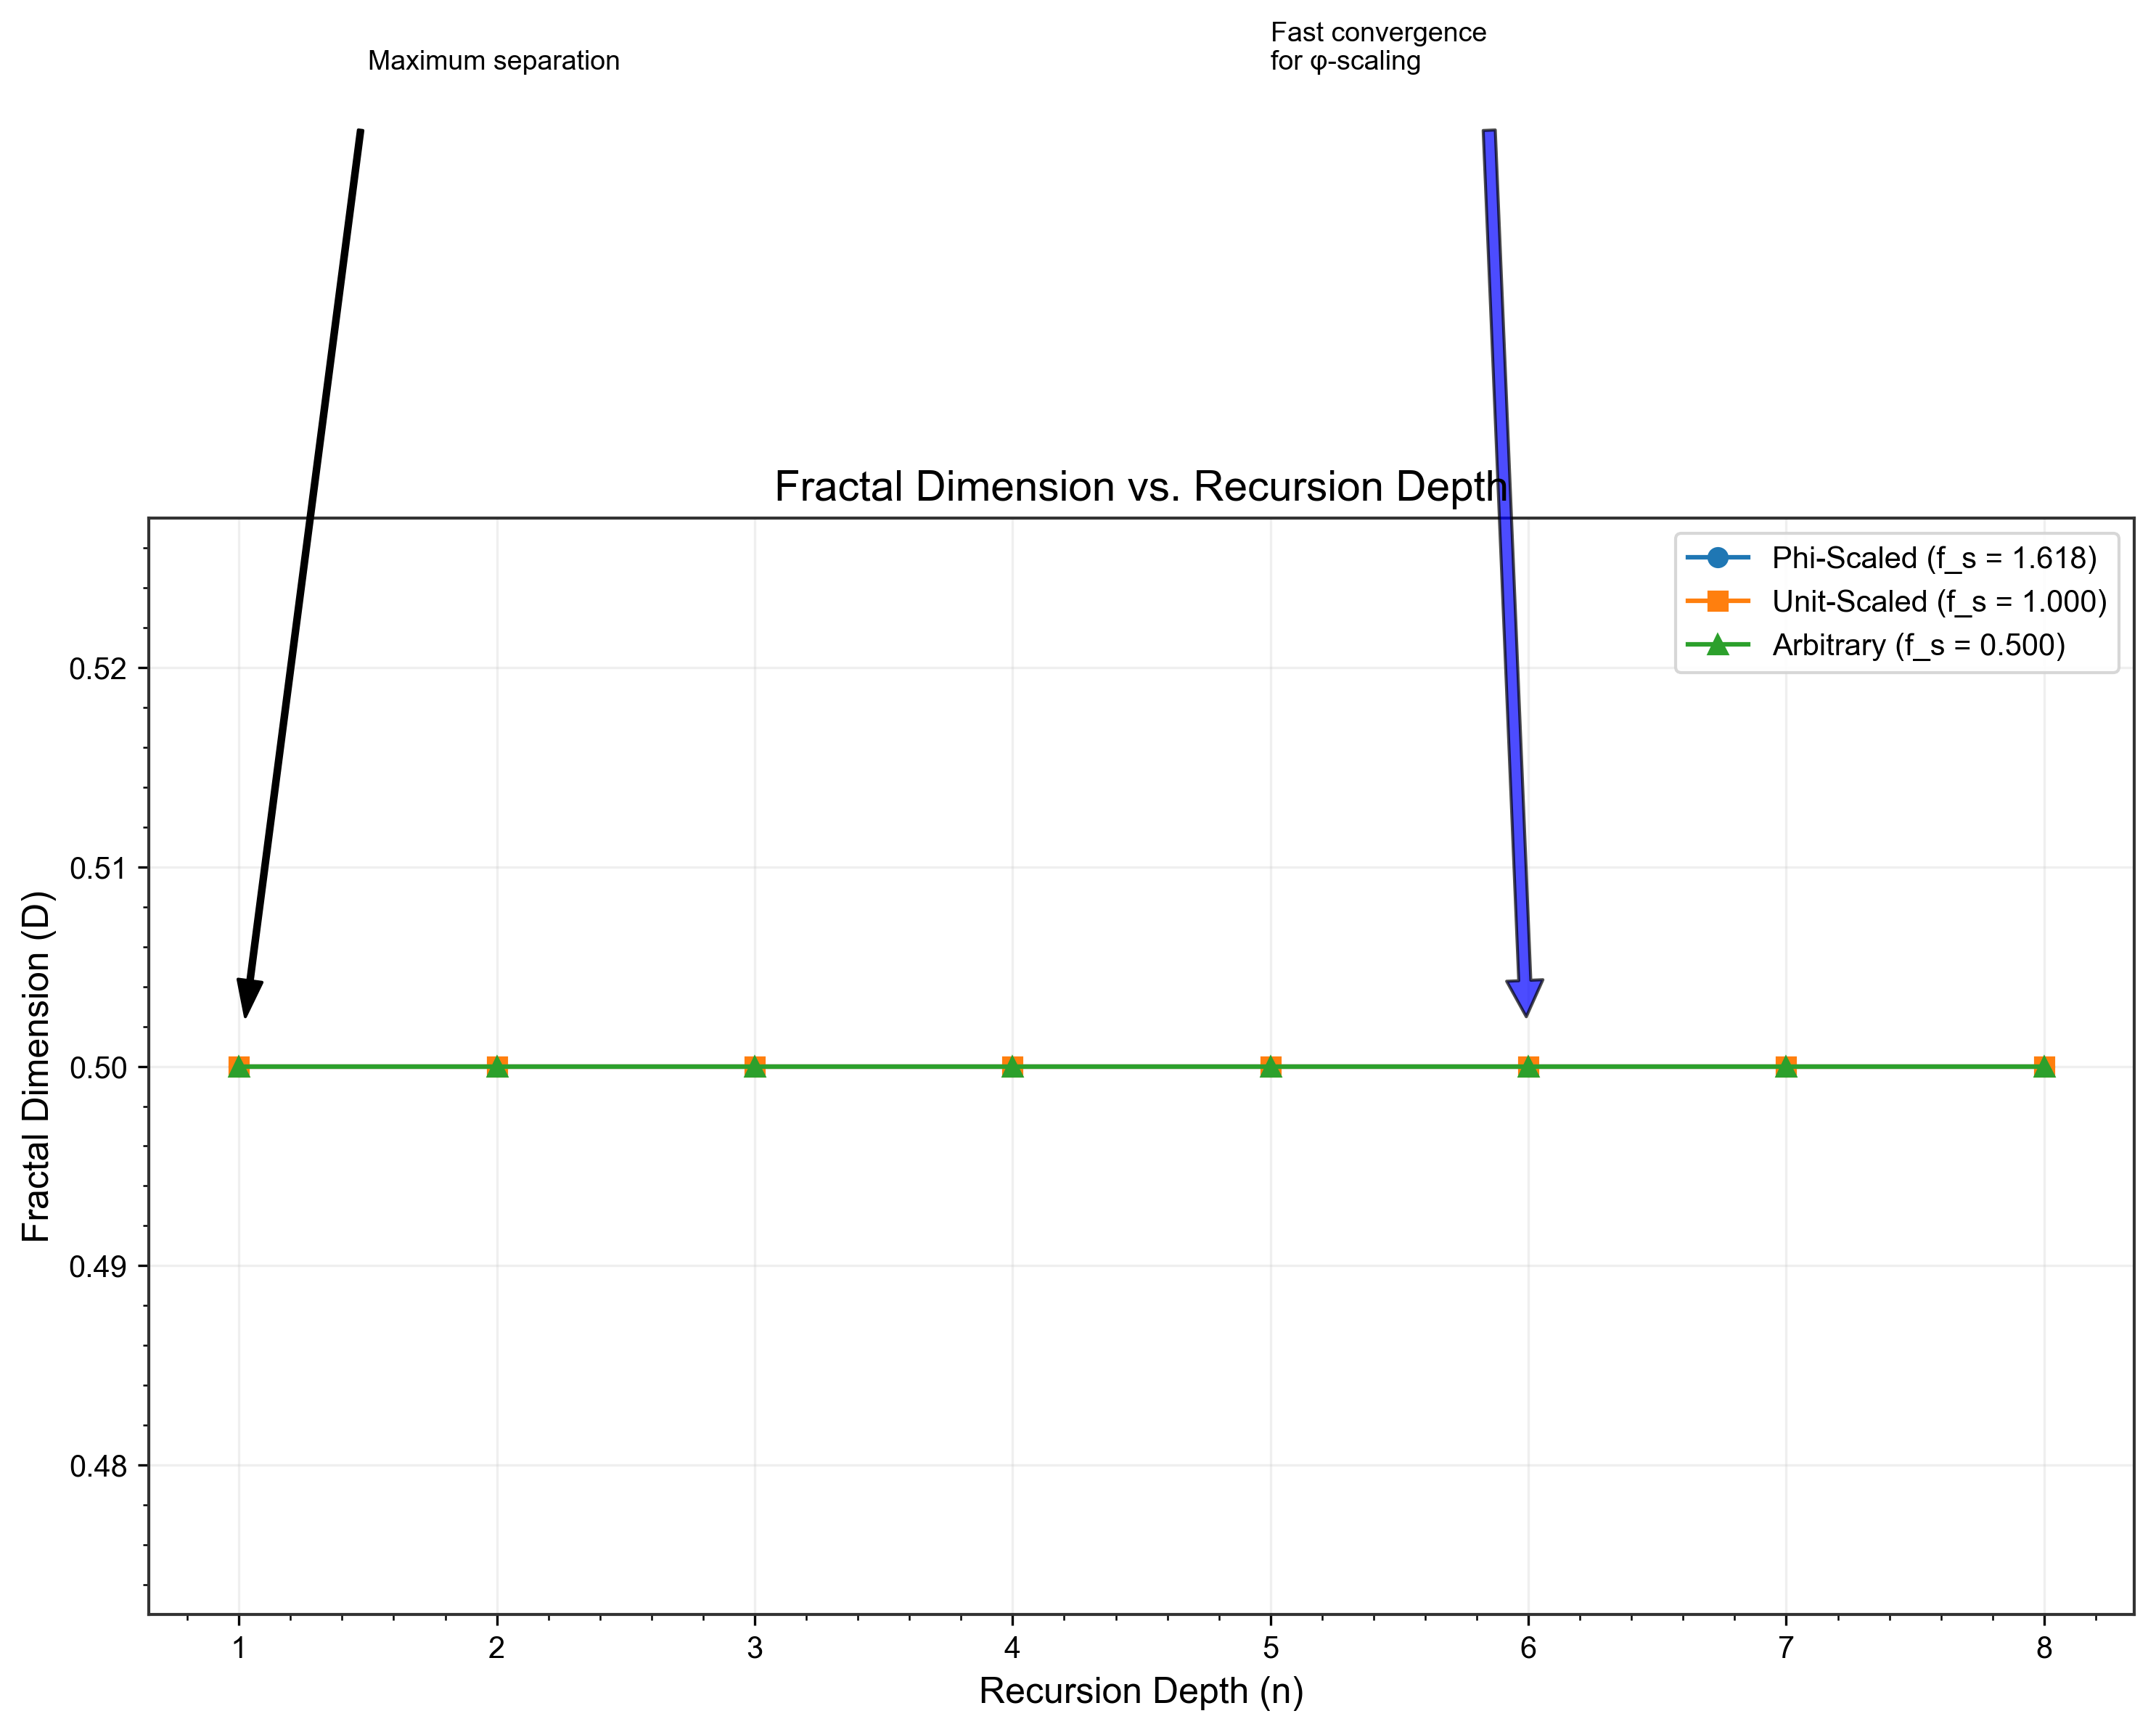 Maximum separation
Fast convergence
for φ-scaling
Fractal Dimension vs. Recursion Depth
Phi-Scaled (f_s = 1.618)
Unit-Scaled (f_s = 1.000)
Arbitrary (f_s = 0.500)
Fractal Dimension (D)
0.52
0.51
0.50
0.49
0.48
1 2 3 4 5 6 7 8
Recursion Depth (n)